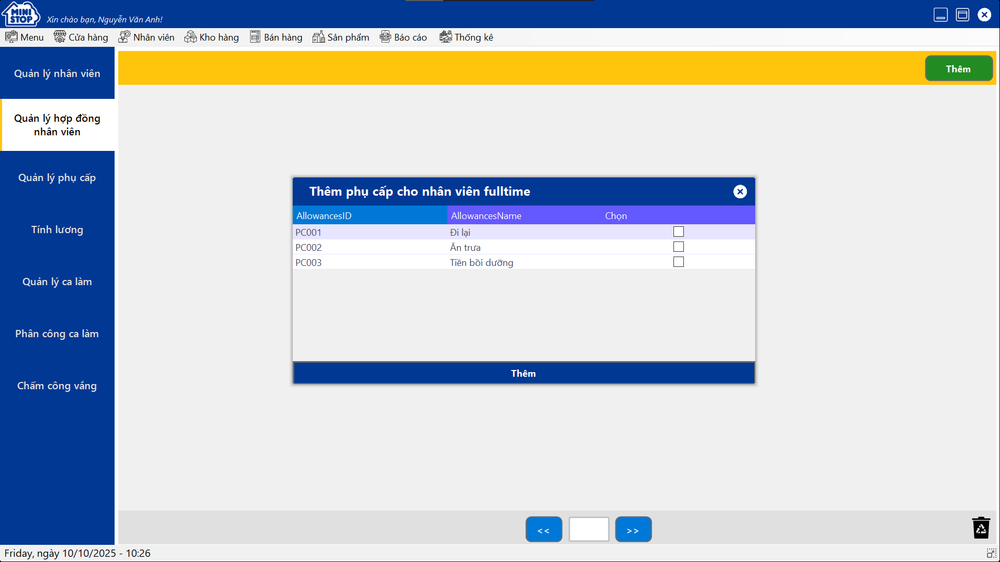 MINI
STOP
Xin chào bạn, Nguyễn Văn Anh!
Menu Cửa hàng Nhân viên Kho hàng Bán hàng Sản phẩm Báo cáo Thống kê
Quản lý nhân viên
Quản lý hợp đồng
nhân viên
Quản lý phụ cấp
Tính lương
Quản lý ca làm
Phân công ca làm
Chấm công vắng
Thêm
Thêm phụ cấp cho nhân viên fulltime
AllowancesID AllowancesName Chọn
PC001 Đi lại
PC002 Ăn trưa
PC003 Tiền bồi dưỡng
Thêm
<< >>
Friday, ngày 10/10/2025 - 10:26